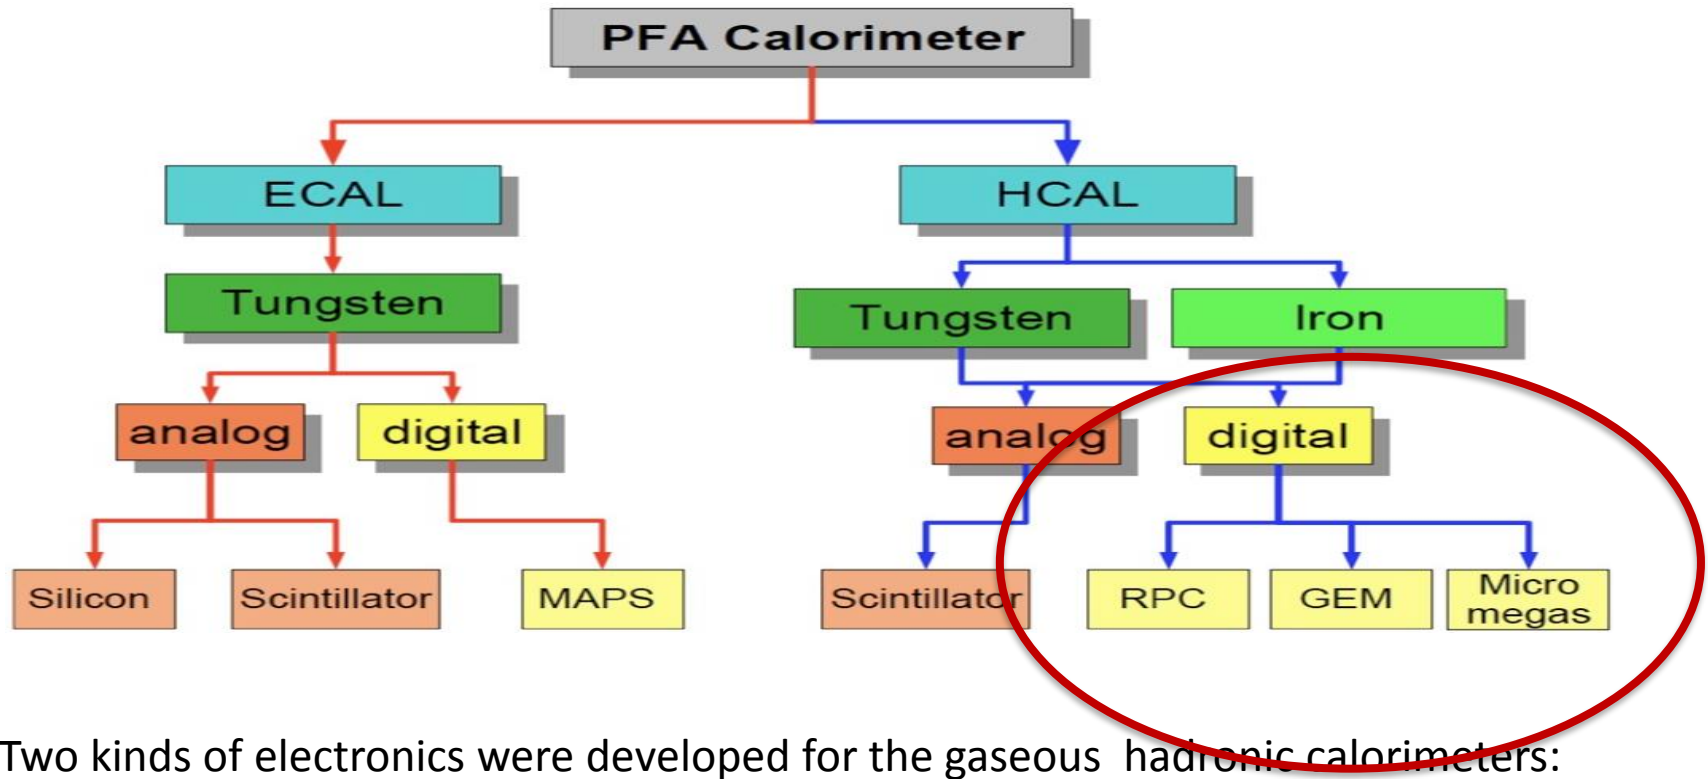 PFA Calorimeter
ECAL
HCAL
Tungsten
Tungsten
Iron
analog
digital
analog
digital
Silicon
Scintillator
MAPS
Scintillator
RPC
GEM
Micro
megas
Two kinds of electronics were developed for the gaseous  hadronic calorimeters: